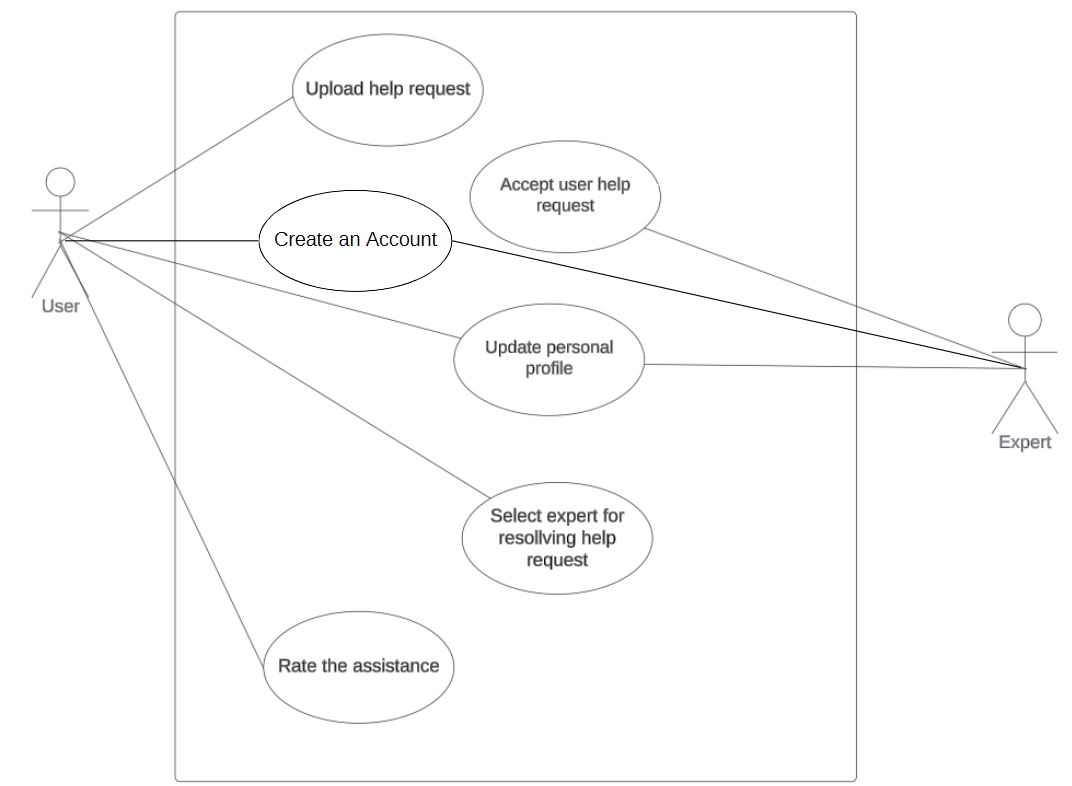 Upload help request
Accept user help
request
Create an Account
User
Update personal
profile
Expert
Select expert for
resollving help
request
Rate the assistance